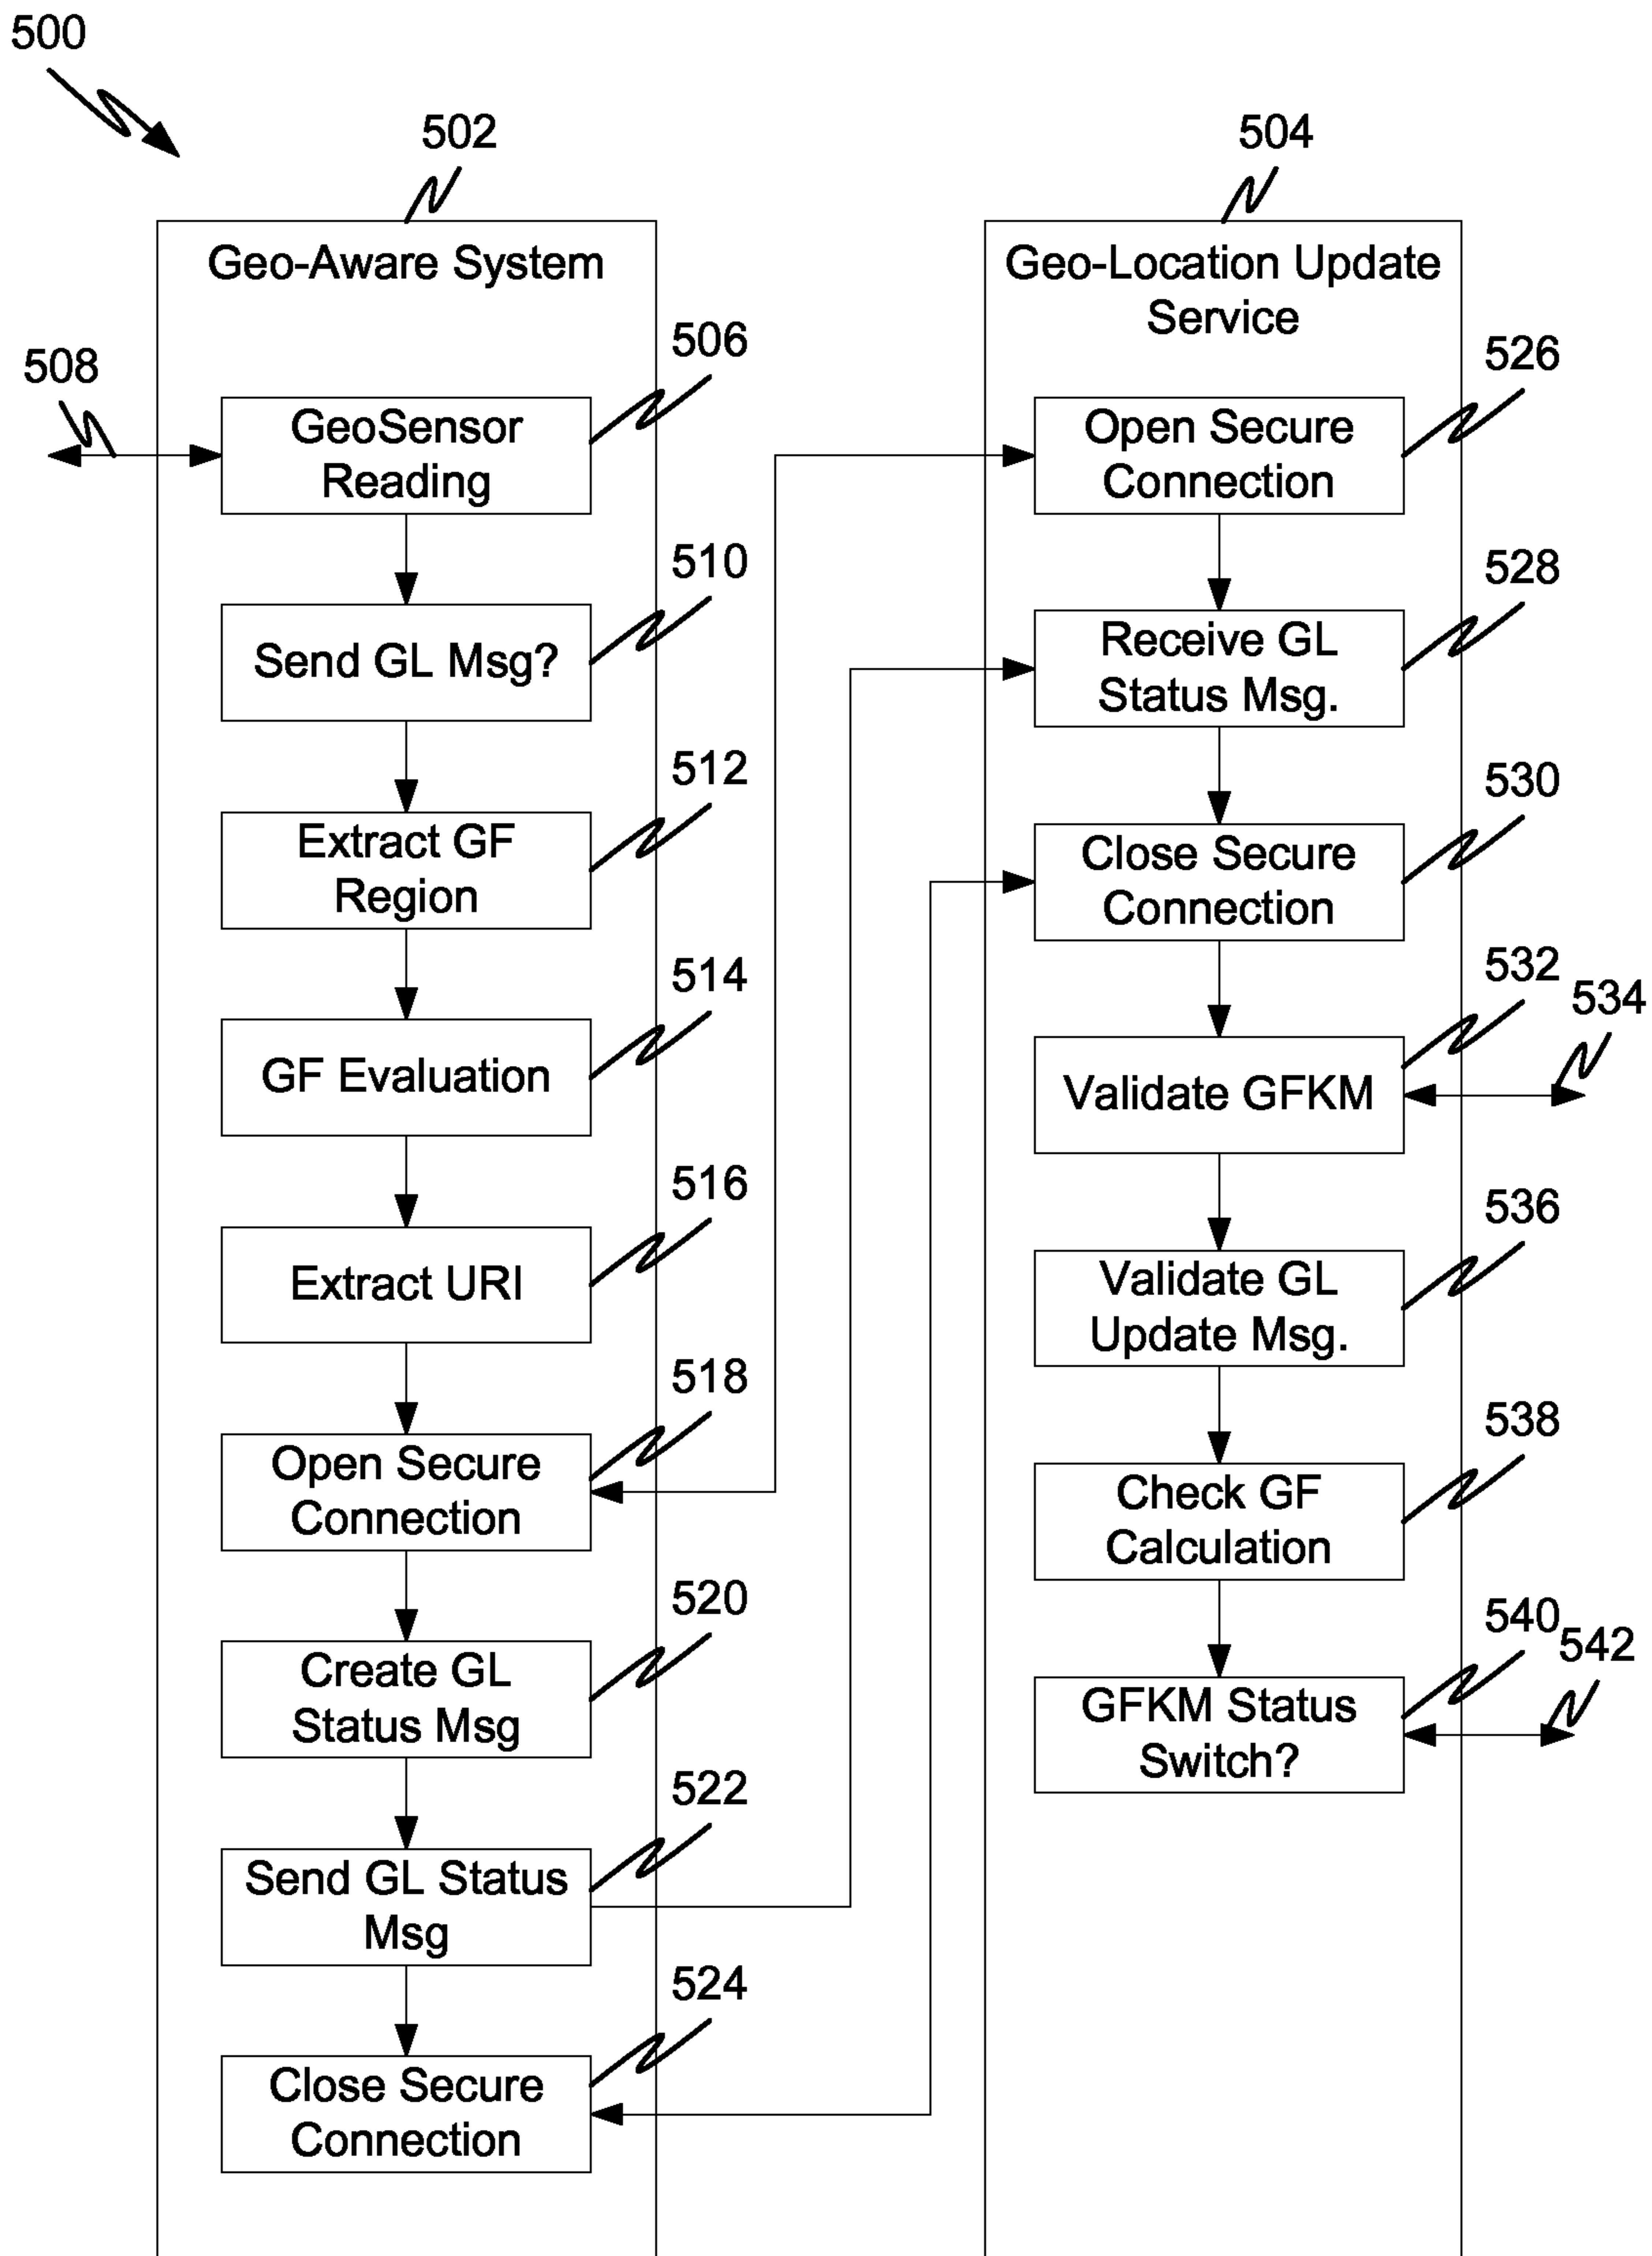 500
502
504
Geo-Aware System
Geo-Location Update
Service
506
508
GeoSensor
Reading
510
Send GL Msg?
512
Extract GF
Region
514
GF Evaluation
516
Extract URI
518
Open Secure
Connection
520
Create GL
Status Msg
522
Send GL Status
Msg
524
Close Secure
Connection
526
Open Secure
Connection
528
Receive GL
Status Msg.
530
Close Secure
Connection
532
534
Validate GFKM
536
Validate GL
Update Msg.
538
Check GF
Calculation
540
542
GFKM Status
Switch?